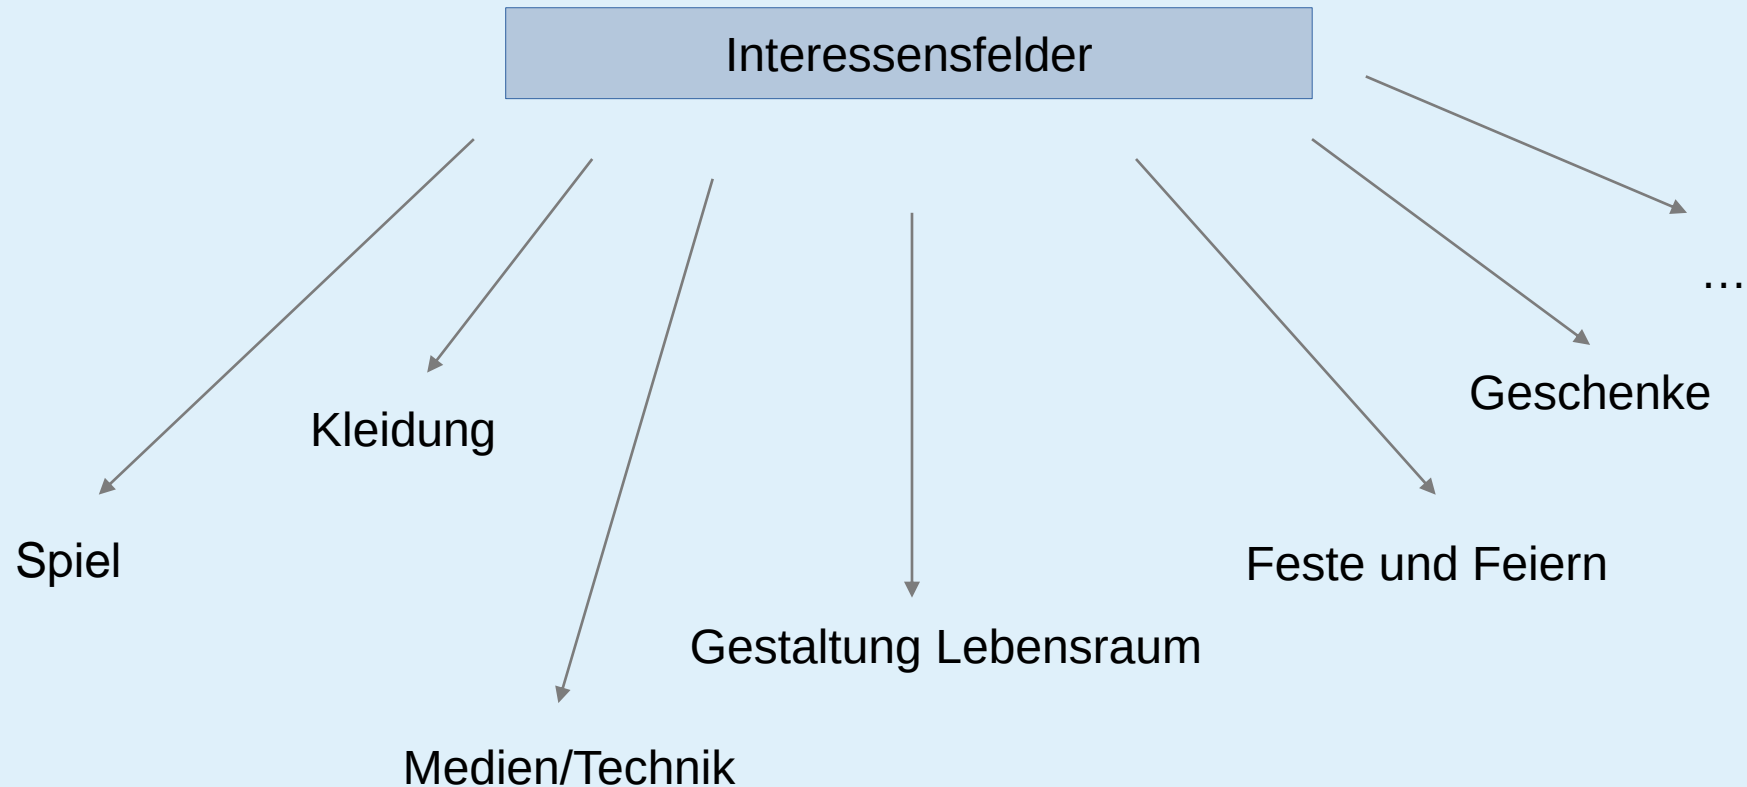 Interessensfelder
…
Geschenke
Kleidung
Spiel
Feste und Feiern
Gestaltung Lebensraum
Medien/Technik